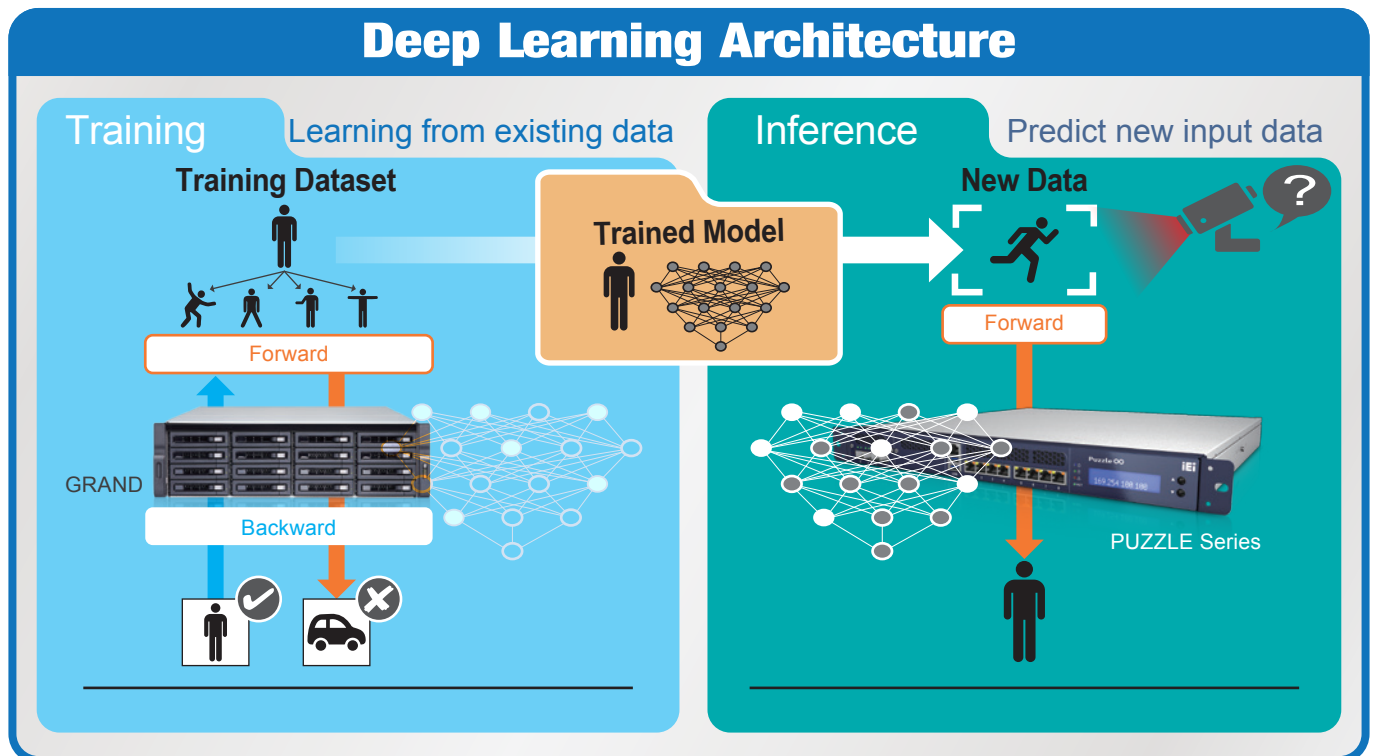 Deep Learning Architecture
Training
Learning from existing data
Training Dataset
Forward
GRAND
Backward
Trained Model
Inference
Predict new input data
New Data
?
Forward
Puzzle
iEi
169.254.100.100
PUZZLE Series